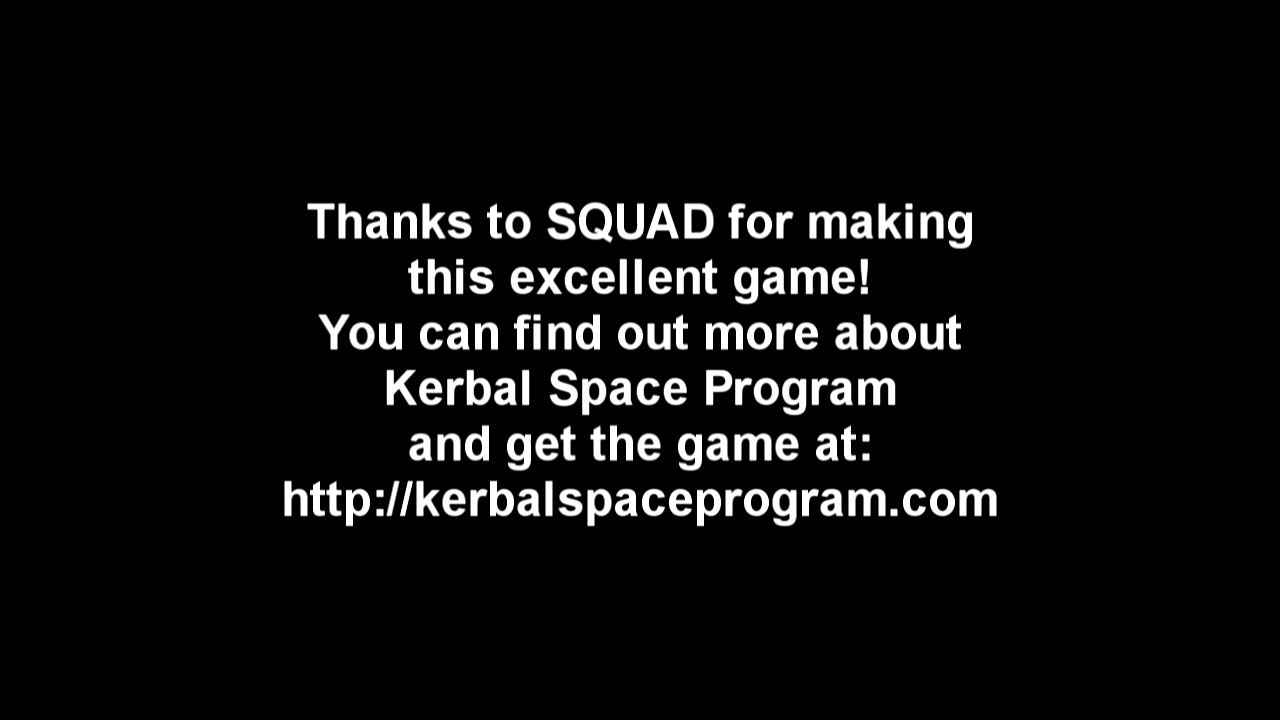 Thanks to SQUAD for making
this excellent game!
You can find out more about
Kerbal Space Program
and get the game at:
http://kerbalspaceprogram.com